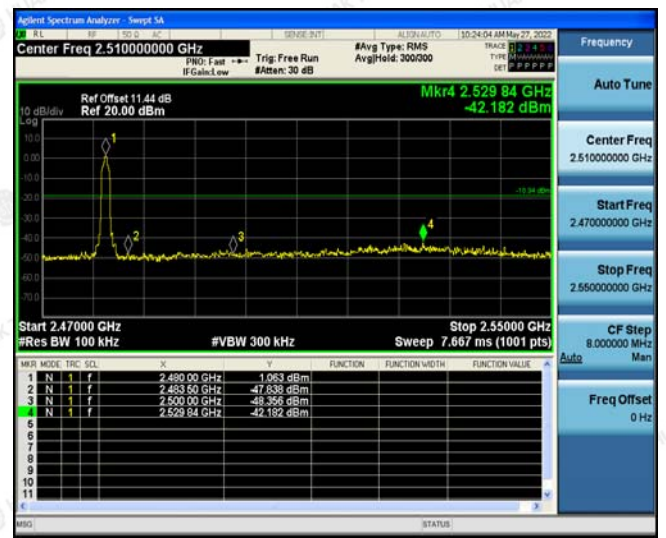 Agilent Spectrum Analyzer - Swept SA
RL RF 50 Ω AC SENSE:INT ALIGN AUTO 10:24:04 AM May 27, 2022
Center Freq 2.510000000 GHz #Avg Type: RMS TRACE 1 2 3 4 5 6
PNO: Fast Trig: Free Run Avg|Hold: 300/300 TYPE
IFGain:Low #Atten: 30 dB DET P P P P P P
Ref Offset 11.44 dB
10 dB/div Ref 20.00 dBm
Log
Mkr4 2.529 84 GHz
-42.182 dBm
10.0
0.00
-10.0
-20.0
-30.0
-40.0
-50.0
-60.0
-70.0
1
2
3
4
-18.94 dBm
Start 2.47000 GHz Stop 2.55000 GHz
#Res BW 100 kHz #VBW 300 kHz Sweep 7.667 ms (1001 pts)
MKR MODE TRC SCL X Y FUNCTION FUNCTION WIDTH FUNCTION VALUE
1 N 1 f 2.480 00 GHz 1.063 dBm
2 N 1 f 2.483 50 GHz -47.838 dBm
3 N 1 f 2.500 00 GHz -48.356 dBm
4 N 1 f 2.529 84 GHz -42.182 dBm
5
6
7
8
9
10
11
MSG STATUS
Frequency
Auto Tune
Center Freq
2.510000000 GHz
Start Freq
2.470000000 GHz
Stop Freq
2.550000000 GHz
CF Step
8.000000 MHz
Auto Man
Freq Offset
0 Hz